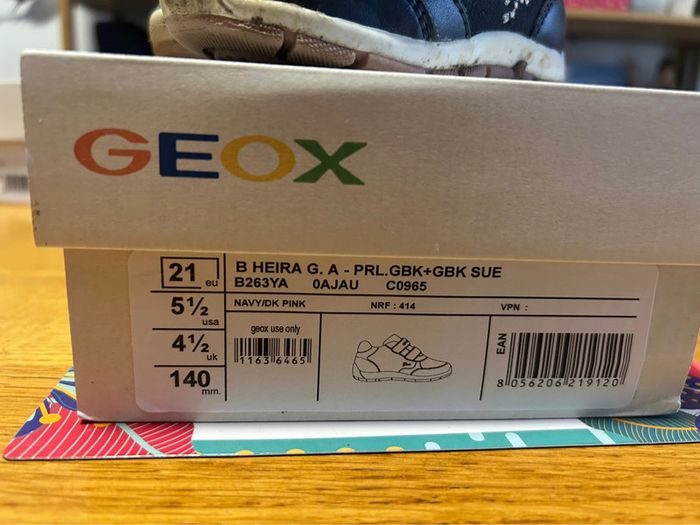 GEOX
21 eu
B HEIRA G. A - PRL.GBK+GBK SUE
B263YA 0AJAU C0965
5½ usa
NAVY/DK PINK NRF : 414 VPN :
4½ uk
geox use only
1163 6465
EAN
8 056206 219120
140 mm.